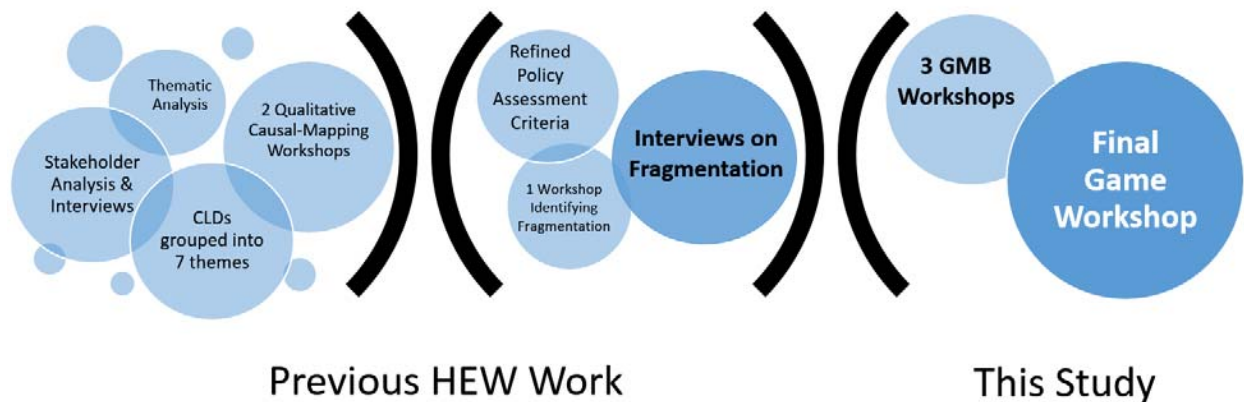 Thematic
Analysis
2 Qualitative
Causal-Mapping
Workshops
Stakeholder
Analysis &
Interviews
CLDs
grouped into
7 themes
Refined
Policy
Assessment
Criteria
Interviews on
Fragmentation
1 Workshop
Identifying
Fragmentation
3 GMB
Workshops
Final
Game
Workshop
Previous HEW Work
This Study